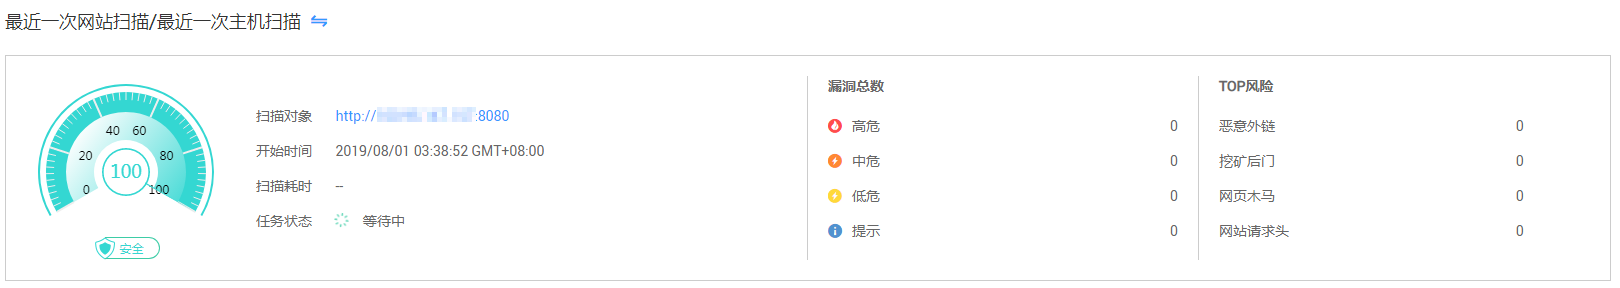 最近一次网站扫描/最近一次主机扫描
0 20 40 60 80 100
100
安全
扫描对象 http:// :8080
开始时间 2019/08/01 03:38:52 GMT+08:00
扫描耗时 --
任务状态 等待中
漏洞总数
高危 0
中危 0
低危 0
提示 0
TOP风险
恶意外链 0
挖矿后门 0
网页木马 0
网站请求头 0